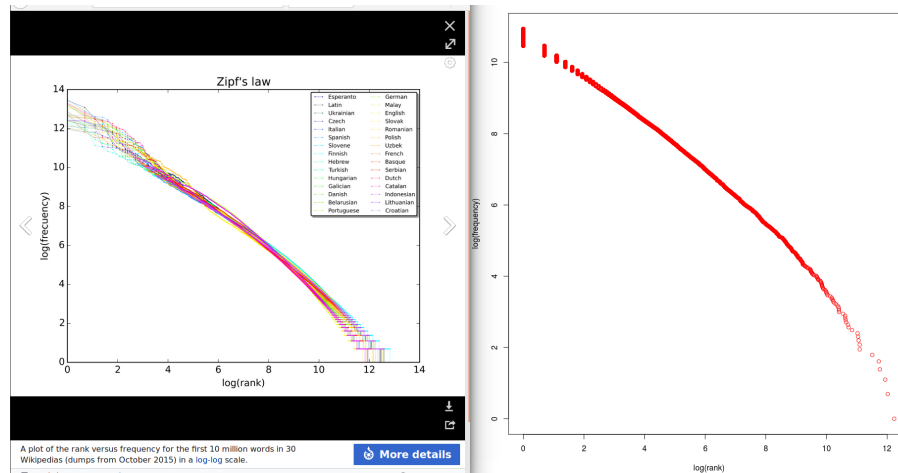 Zipf's law
14
12
10
8
6
4
2
0
log(frecuency)
0 2 4 6 8 10 12 14
log(rank)
Esperanto
Latin
Ukrainian
Czech
Italian
Spanish
Slovene
Finnish
Hebrew
Turkish
Hungarian
Galician
Danish
Belarusian
Portuguese
German
Malay
English
Slovak
Romanian
Polish
Uzbek
French
Basque
Serbian
Dutch
Catalan
Indonesian
Lithuanian
Croatian
A plot of the rank versus frequency for the first 10 million words in 30
Wikipedias (dumps from October 2015) in a log-log scale.
More details
10
8
6
4
2
0
log(frequency)
0 2 4 6 8 10 12
log(rank)